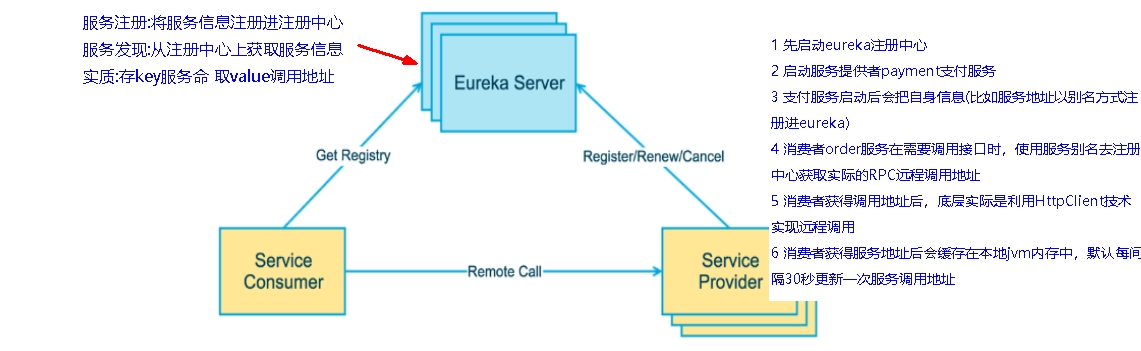 服务注册:将服务信息注册进注册中心
服务发现:从注册中心上获取服务信息
实质:存key服务命 取value调用地址
Eureka Server
Get Registry
Register/Renew/Cancel
Service
Consumer
Remote Call
Service
Provider
1 先启动eureka注册中心
2 启动服务提供者payment支付服务
3 支付服务启动后会把自身信息(比如服务地址以别名方式注
册进eureka)
4 消费者order服务在需要调用接口时，使用服务别名去注册
中心获取实际的RPC远程调用地址
5 消费者获得调用地址后，底层实际是利用HttpClient技术
实现远程调用
6 消费者获得服务地址后会缓存在本地jvm内存中，默认每间
隔30秒更新一次服务调用地址